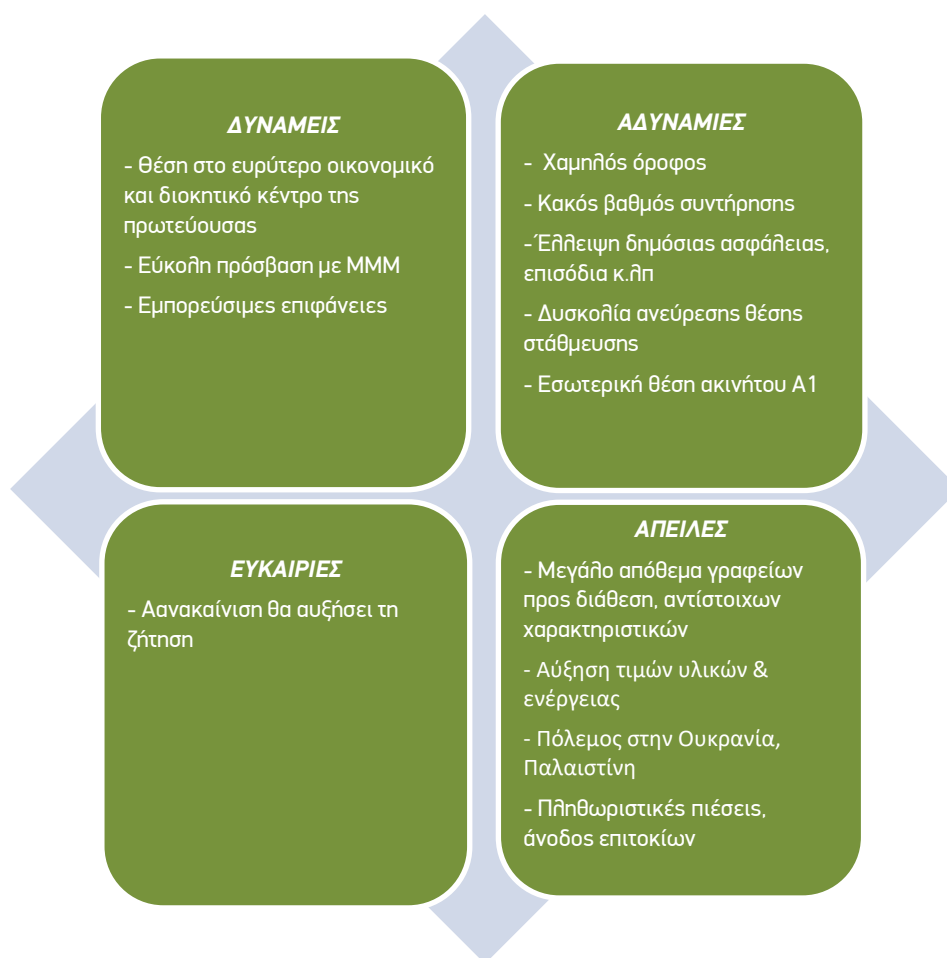 ΔΥΝΑΜΕΙΣ
- Θέση στο ευρύτερο οικονομικό
και διοκητικό κέντρο της
πρωτεύουσας
- Εύκολη πρόσβαση με ΜΜΜ
- Εμπορεύσιμες επιφάνειες
ΑΔΥΝΑΜΙΕΣ
- Χαμηλός όροφος
- Κακός βαθμός συντήρησης
- Έλλειψη δημόσιας ασφάλειας,
επισόδια κ.λπ
- Δυσκολία ανεύρεσης θέσης
στάθμευσης
- Εσωτερική θέση ακινήτου Α1
ΕΥΚΑΙΡΙΕΣ
- Αανακαίνιση θα αυξήσει τη
ζήτηση
ΑΠΕΙΛΕΣ
- Μεγάλο απόθεμα γραφείων
προς διάθεση, αντίστοιχων
χαρακτηριστικών
- Αύξηση τιμών υλικών &
ενέργειας
- Πόλεμος στην Ουκρανία,
Παλαιστίνη
- Πληθωριστικές πιέσεις,
άνοδος επιτοκίων